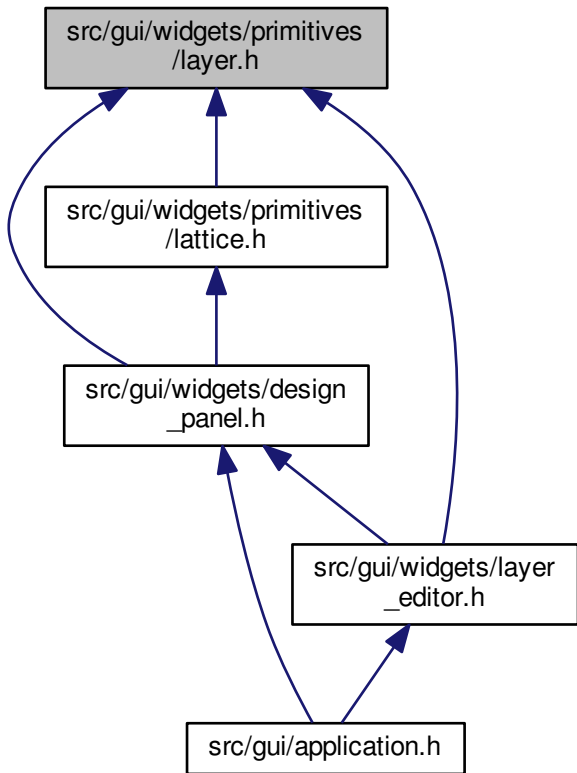 src/gui/widgets/primitives
/layer.h
src/gui/widgets/primitives
/lattice.h
src/gui/widgets/design
_panel.h
src/gui/widgets/layer
_editor.h
src/gui/application.h